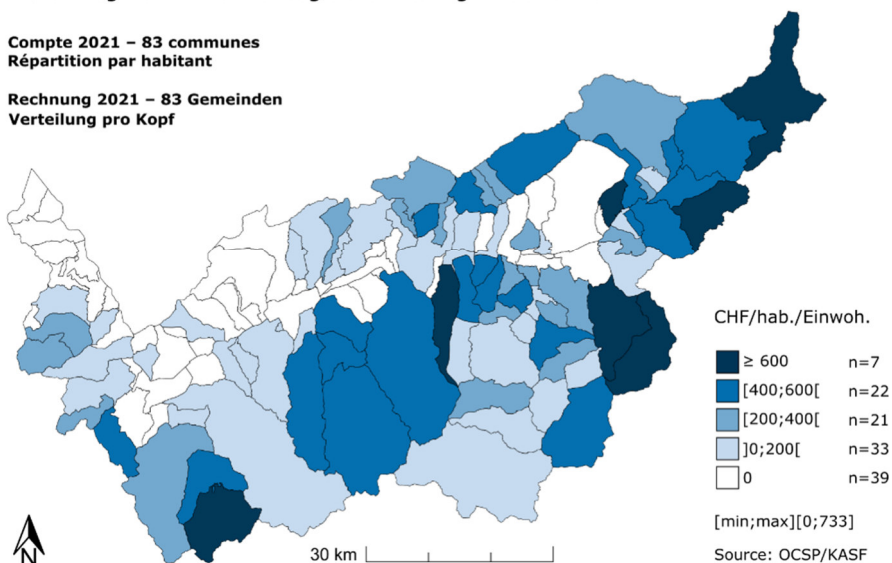 Compte 2021 – 83 communes
Répartition par habitant
Rechnung 2021 – 83 Gemeinden
Verteilung pro Kopf
CHF/hab./Einwoh.
≥ 600 n=7
[400;600[ n=22
[200;400[ n=21
]0;200[ n=33
0 n=39
[min;max][0;733]
Source: OCSP/KASF
N
30 km